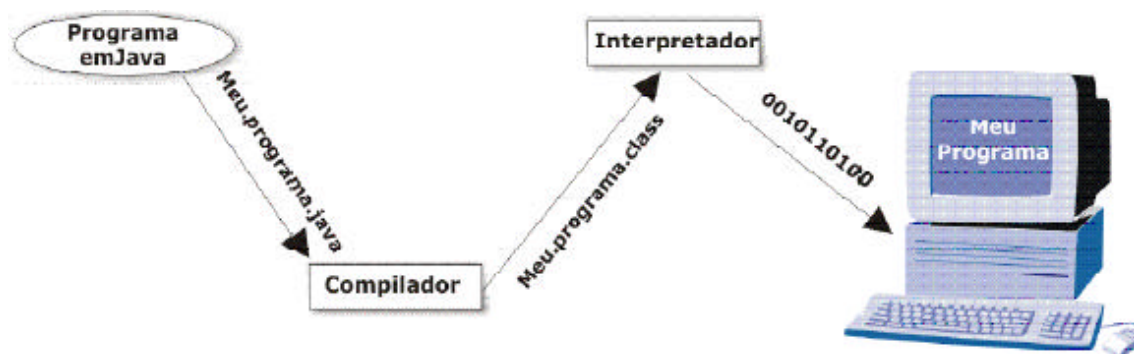 Programa
emJava
Meu.programa.java
Compilador
Meu.programa.class
Interpretador
0010110100
Meu
Programa